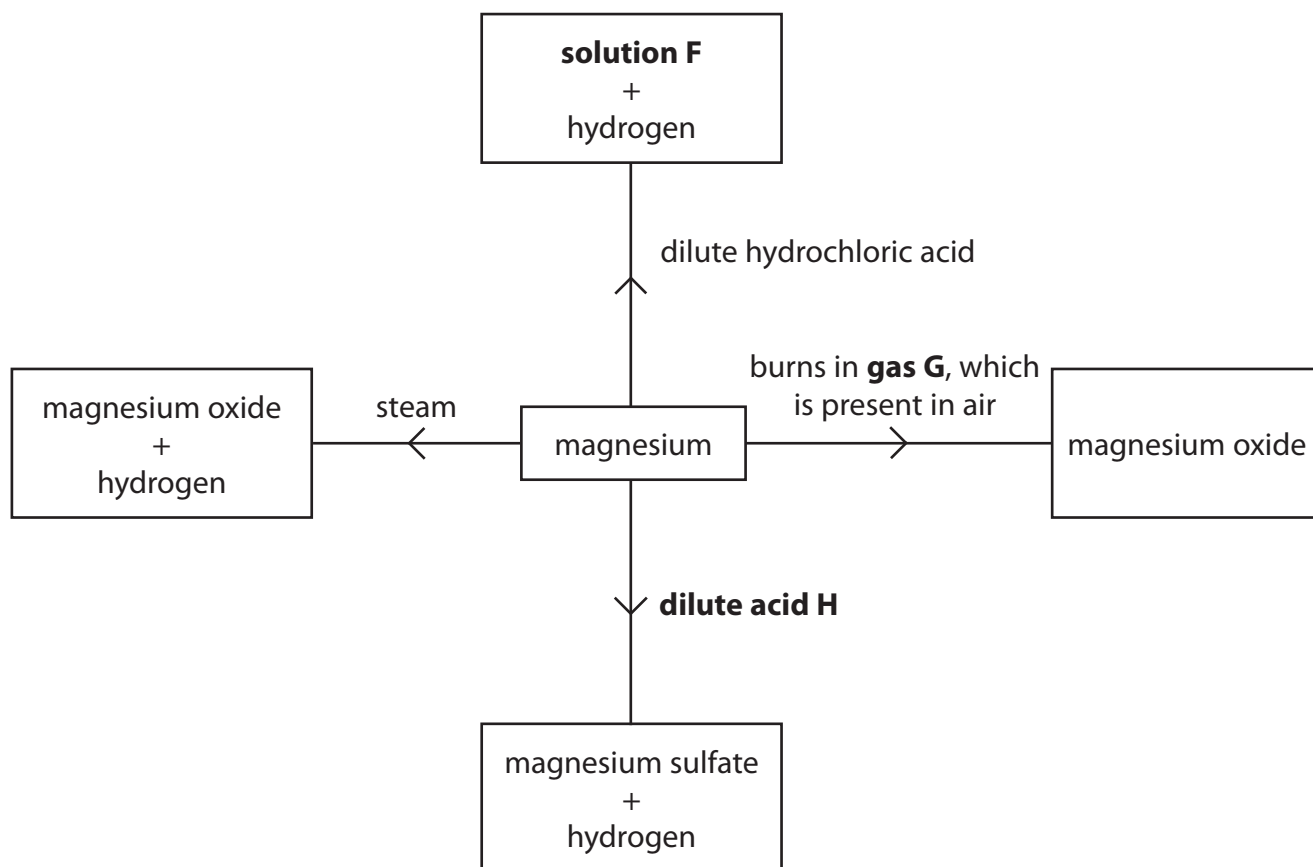 solution F
+
hydrogen
dilute hydrochloric acid
burns in gas G, which
is present in air
magnesium oxide
+
hydrogen
steam
magnesium
magnesium oxide
dilute acid H
magnesium sulfate
+
hydrogen